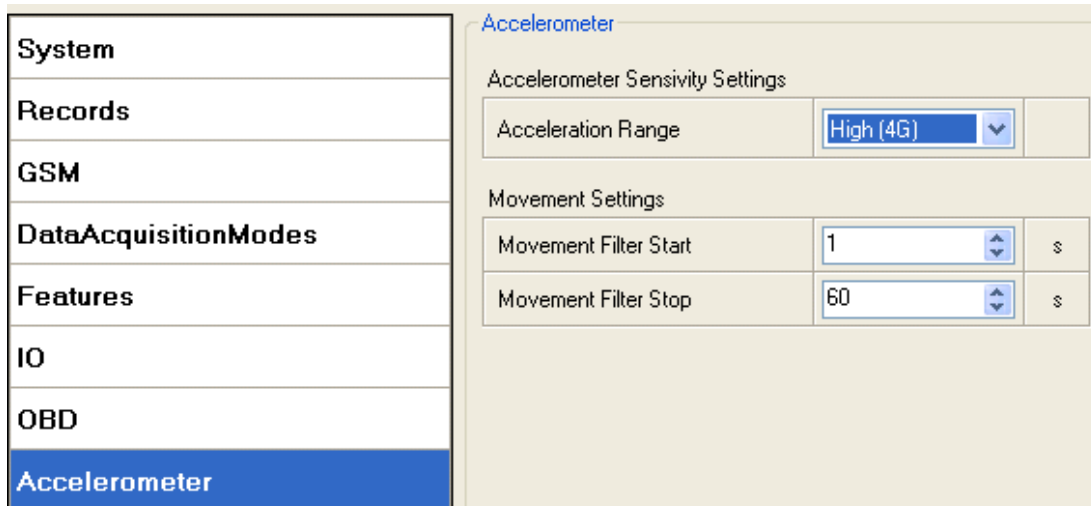 System
Records
GSM
DataAcquisitionModes
Features
IO
OBD
Accelerometer
Accelerometer
Accelerometer Sensivity Settings
Acceleration Range High (4G)
Movement Settings
Movement Filter Start 1 s
Movement Filter Stop 60 s